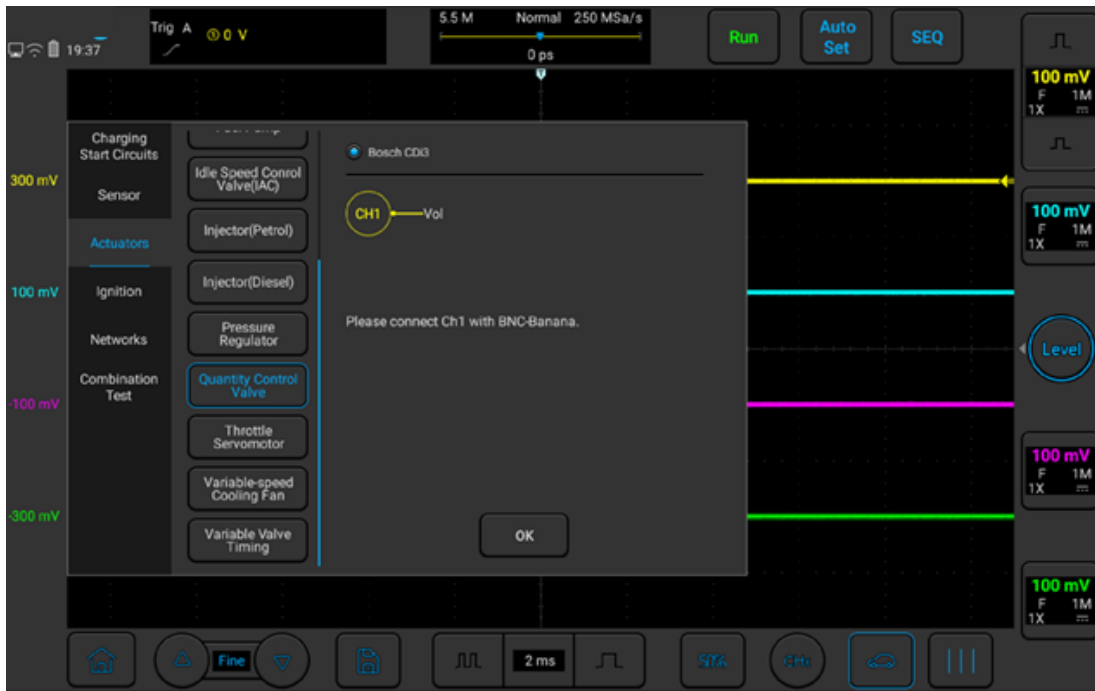 19:37
Trig A ① 0 V
5.5 M Normal 250 MSa/s
0 ps
T
Run
Auto
Set
SEQ
100 mV
F 1M
1X
300 mV
100 mV
-100 mV
-300 mV
Charging
Start Circuits
Sensor
Actuators
Ignition
Networks
Combination
Test
Idle Speed Conrol
Valve(IAC)
Injector(Petrol)
Injector(Diesel)
Pressure
Regulator
Quantity Control
Valve
Throttle
Servomotor
Variable-speed
Cooling Fan
Variable Valve
Timing
Bosch CDi3
CH1 Vol
Please connect Ch1 with BNC-Banana.
OK
100 mV
F 1M
1X
Level
100 mV
F 1M
1X
100 mV
F 1M
1X
Fine
2 ms